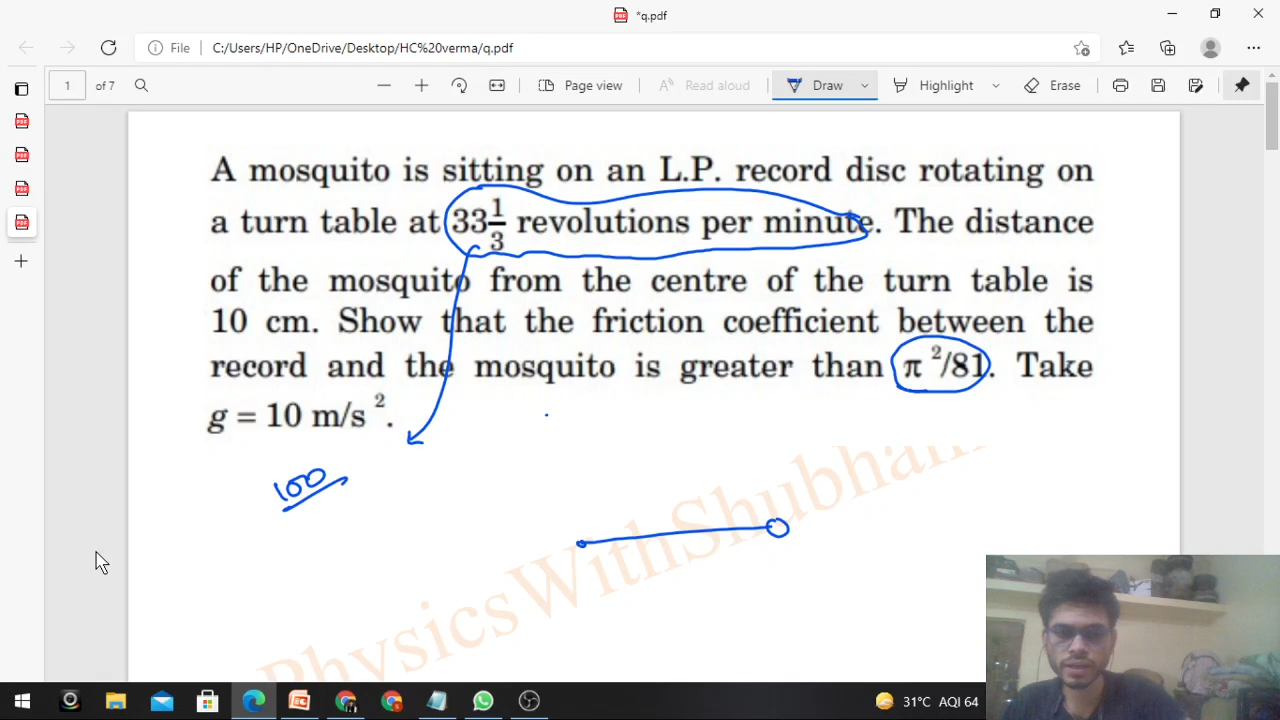 *q.pdf
File C:/Users/HP/OneDrive/Desktop/HC%20verma/q.pdf
1 of 7 Page view Read aloud Draw Highlight Erase
A mosquito is sitting on an L.P. record disc rotating on
a turn table at 33 1/3 revolutions per minute. The distance
of the mosquito from the centre of the turn table is
10 cm. Show that the friction coefficient between the
record and the mosquito is greater than π²/81. Take
g = 10 m/s².
100
PhysicsWithShubham
31°C AQI 64